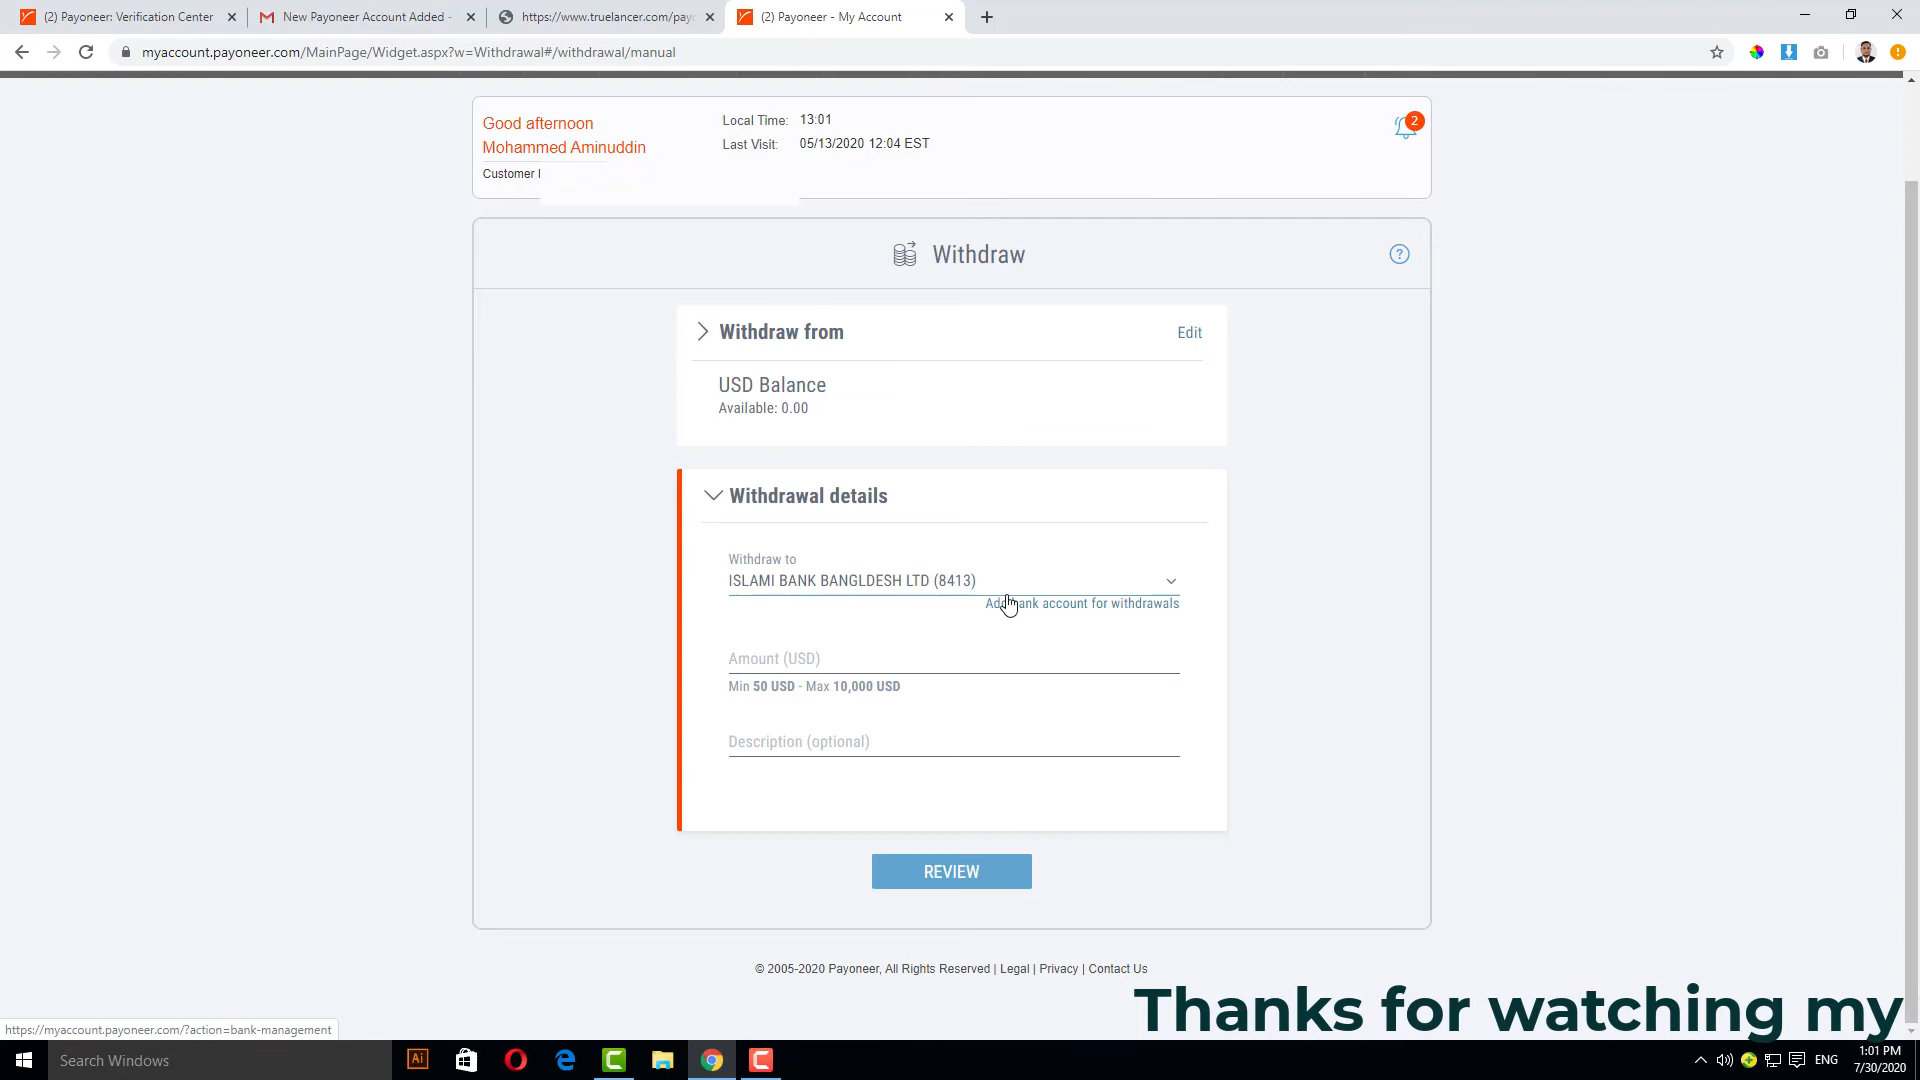 (2) Payoneer: Verification Center
New Payoneer Account Added -
https://www.truelancer.com/payo
(2) Payoneer - My Account
myaccount.payoneer.com/MainPage/Widget.aspx?w=Withdrawal#/withdrawal/manual
Good afternoon
Mohammed Aminuddin
Customer I
Local Time: 13:01
Last Visit: 05/13/2020 12:04 EST
2
Withdraw
?
Withdraw from
Edit
USD Balance
Available: 0.00
Withdrawal details
Withdraw to
ISLAMI BANK BANGLDESH LTD (8413)
Add bank account for withdrawals
Amount (USD)
Min 50 USD - Max 10,000 USD
Description (optional)
REVIEW
© 2005-2020 Payoneer, All Rights Reserved | Legal | Privacy | Contact Us
Thanks for watching my
https://myaccount.payoneer.com/?action=bank-management
Search Windows
Ai
ENG
1:01 PM
7/30/2020